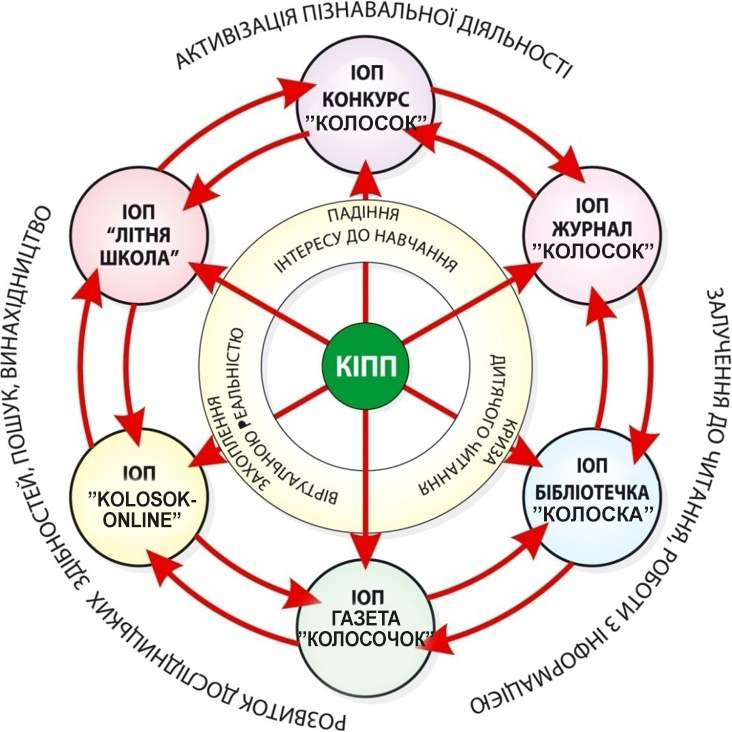 АКТИВІЗАЦІЯ ПІЗНАВАЛЬНОЇ ДІЯЛЬНОСТІ
ІОП
КОНКУРС
”КОЛОСОК”
ІОП
“ЛІТНЯ
ШКОЛА”
ІОП
ЖУРНАЛ
”КОЛОСОК”
ПАДІННЯ
ІНТЕРЕСУ ДО НАВЧАННЯ
КІПП
ЗАХОПЛЕННЯ
ВІРТУАЛЬНОЮ РЕАЛЬНІСТЮ
КРИЗА
ДИТЯЧОГО ЧИТАННЯ
ІОП
”KOLOSOK-
ONLINE”
ІОП
БІБЛІОТЕЧКА
”КОЛОСКА”
ІОП
ГАЗЕТА
”КОЛОСОЧОК”
ЗАЛУЧЕННЯ ДО ЧИТАННЯ, РОБОТИ З ІНФОРМАЦІЄЮ
РОЗВИТОК ДОСЛІДНИЦЬКИХ ЗДІБНОСТЕЙ, ПОШУК, ВИНАХІДНИЦТВО